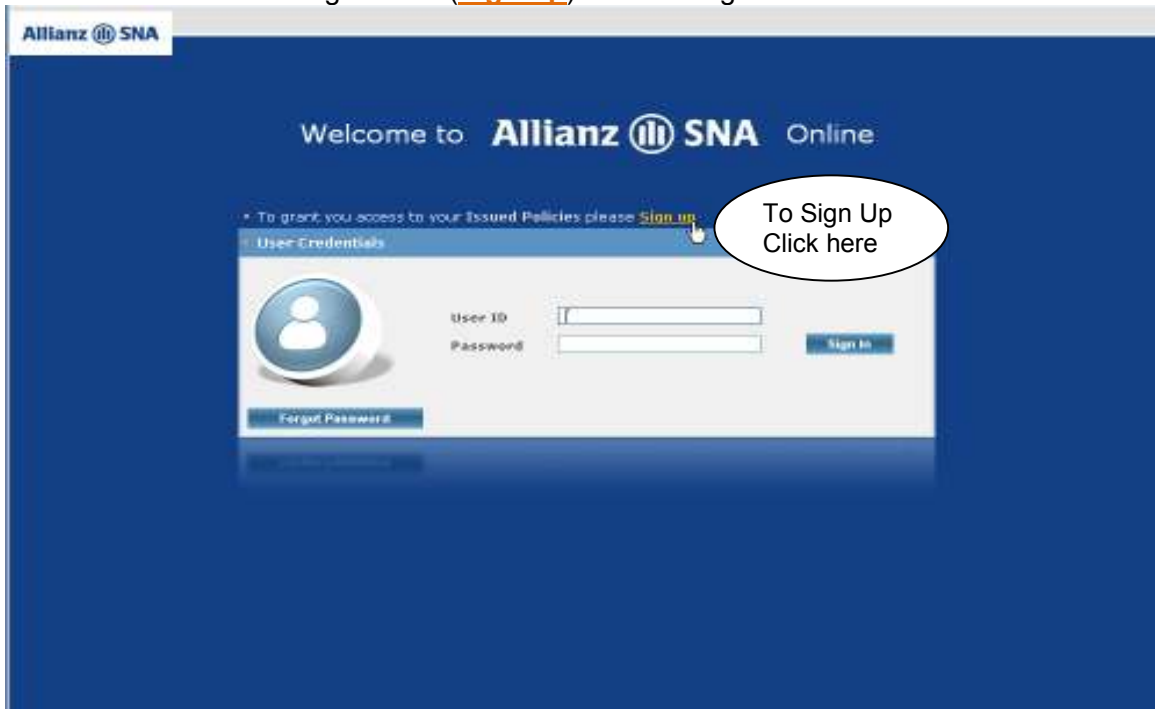 Allianz SNA
Welcome to Allianz SNA Online
• To grant you access to your Issued Policies please Sign up
To Sign Up
Click here
User Credentials
User ID
Password
Sign In
Forgot Password